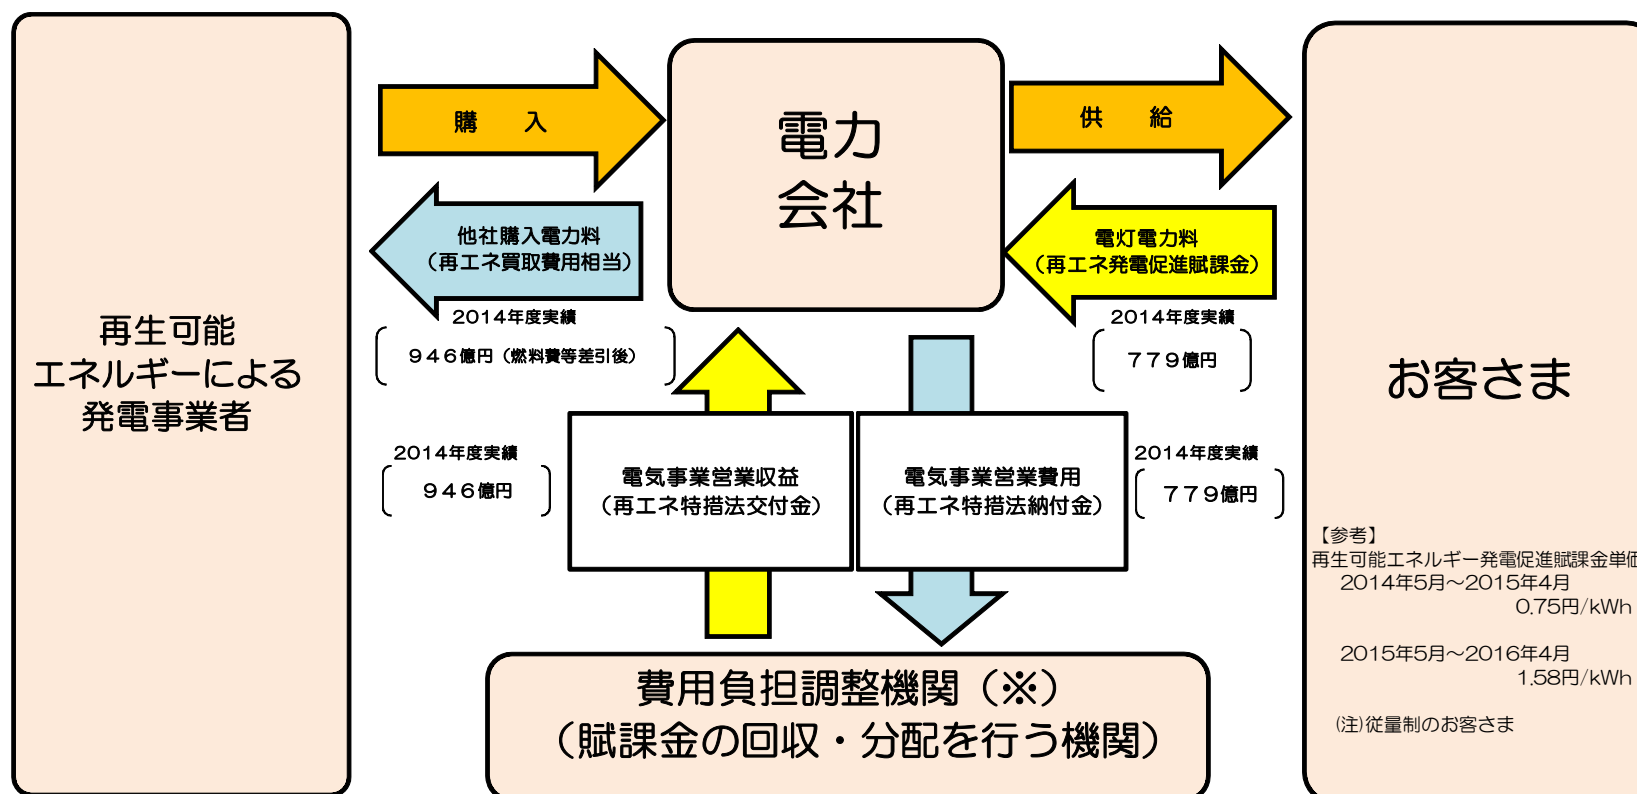 購 入
電力
会社
供 給
他社購入電力料
（再エネ買取費用相当）
電灯電力料
（再エネ発電促進賦課金）
2014年度実績
９４６億円（燃料費等差引後）
2014年度実績
７７９億円
再生可能
エネルギーによる
発電事業者
お客さま
2014年度実績
９４６億円
電気事業営業収益
（再エネ特措法交付金）
電気事業営業費用
（再エネ特措法納付金）
2014年度実績
７７９億円
【参考】
再生可能エネルギー発電促進賦課金単価
2014年5月～2015年4月
0.75円/kWh
2015年5月～2016年4月
1.58円/kWh
(注)従量制のお客さま
費用負担調整機関（※）
（賦課金の回収・分配を行う機関）